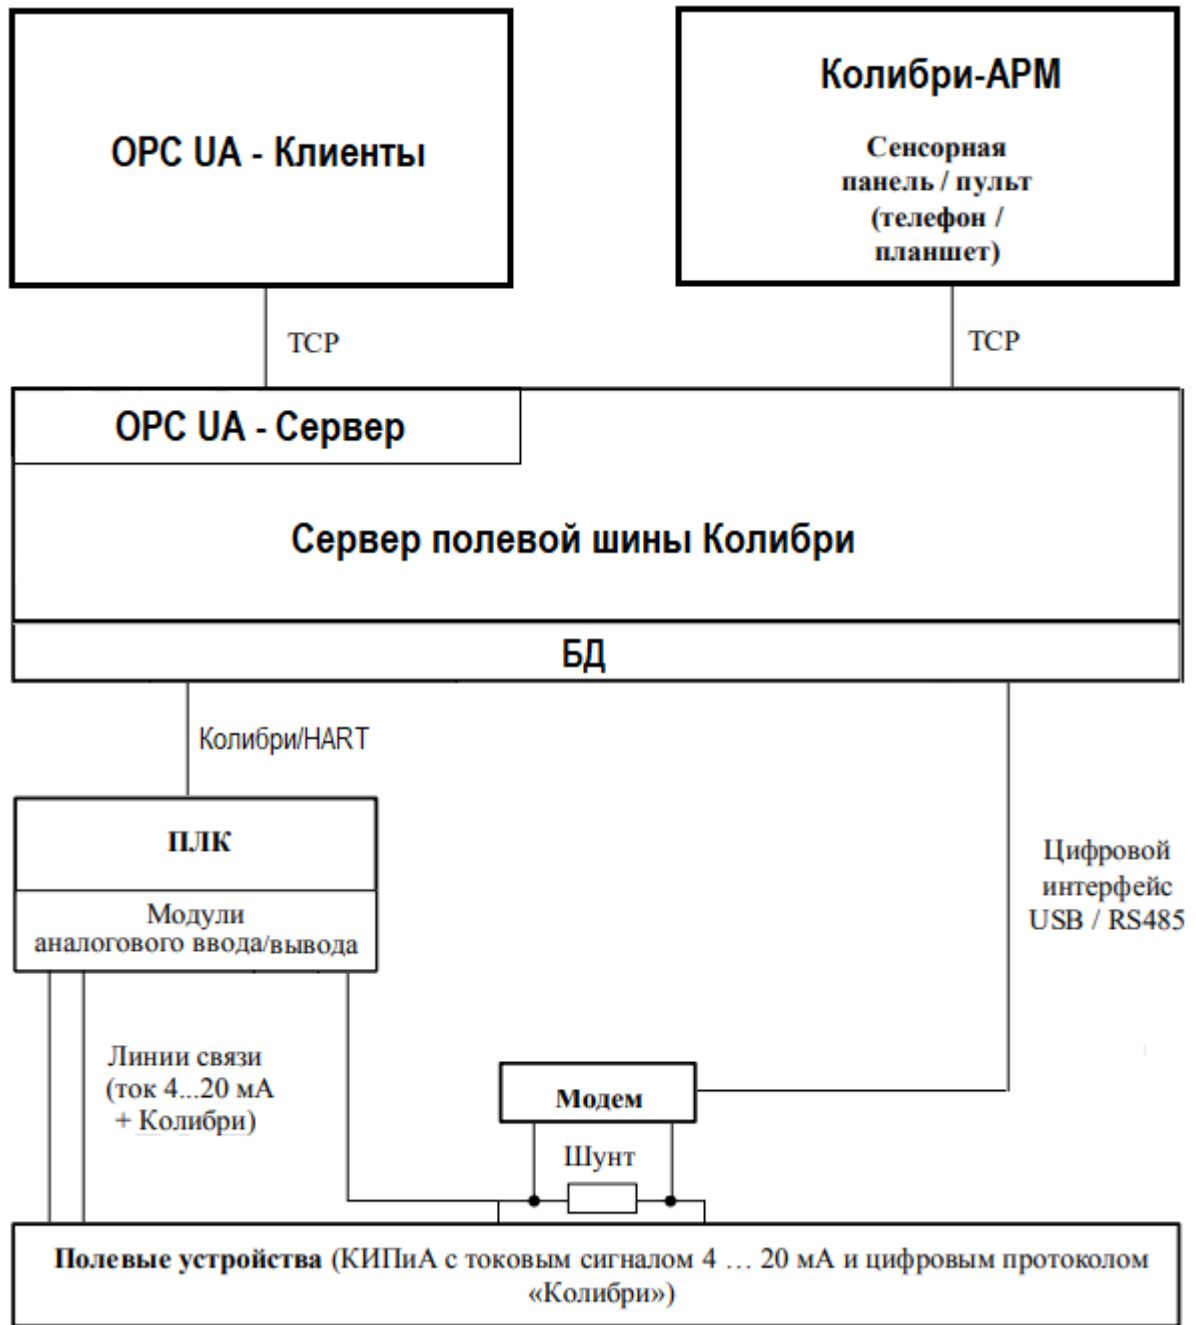 OPC UA - Клиенты
Колибри-АРМ
Сенсорная
панель / пульт
(телефон /
планшет)
TCP
TCP
OPC UA - Сервер
Сервер полевой шины Колибри
БД
Колибри/HART
ПЛК
Модули
аналогового ввода/вывода
Цифровой
интерфейс
USB / RS485
Линии связи
(ток 4...20 мА
+ Колибри)
Модем
Шунт
Полевые устройства (КИПиА с токовым сигналом 4 … 20 мА и цифровым протоколом
«Колибри»)